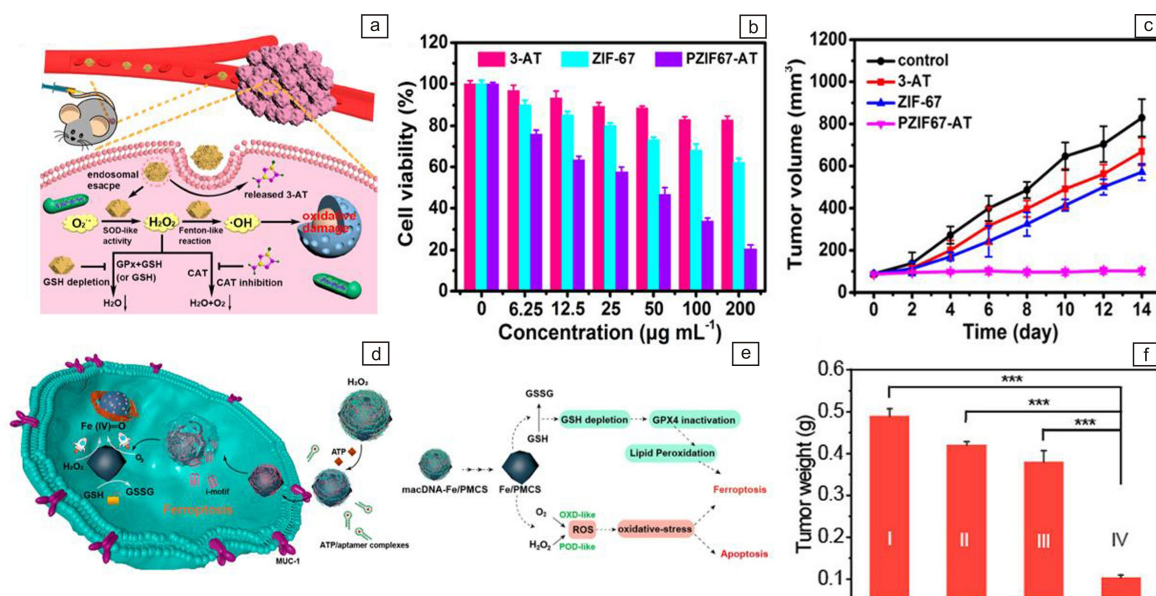 a
endosomal
esacpe
released 3-AT
O₂·⁻
H₂O₂
·OH
oxidative
damage
SOD-like
activity
Fenton-like
reaction
GPx+GSH
(or GSH)
CAT
GSH depletion
CAT inhibition
H₂O
H₂O+O₂
b
3-AT
ZIF-67
PZIF67-AT
Cell viability (%)
120
100
80
60
40
20
0
0 6.25 12.5 25 50 100 200
Concentration (μg mL⁻¹)
c
control
3-AT
ZIF-67
PZIF67-AT
Tumor volume (mm³)
1200
1000
800
600
400
200
0
0 2 4 6 8 10 12 14
Time (day)
d
H₂O₂
Fe (IV)=O
O₂
H₂O₂
GSH
GSSG
i-motif
Ferroptosis
ATP
ATP/aptamer complexes
MUC-1
e
GSSG
GSH
GSH depletion
GPX4 inactivation
Lipid Peroxidation
macDNA-Fe/PMCS
Fe/PMCS
Ferroptosis
O₂
OXD-like
H₂O₂
POD-like
ROS
oxidative-stress
Apoptosis
f
***
***
***
Tumor weight (g)
0.5
0.4
0.3
0.2
0.1
I II III IV